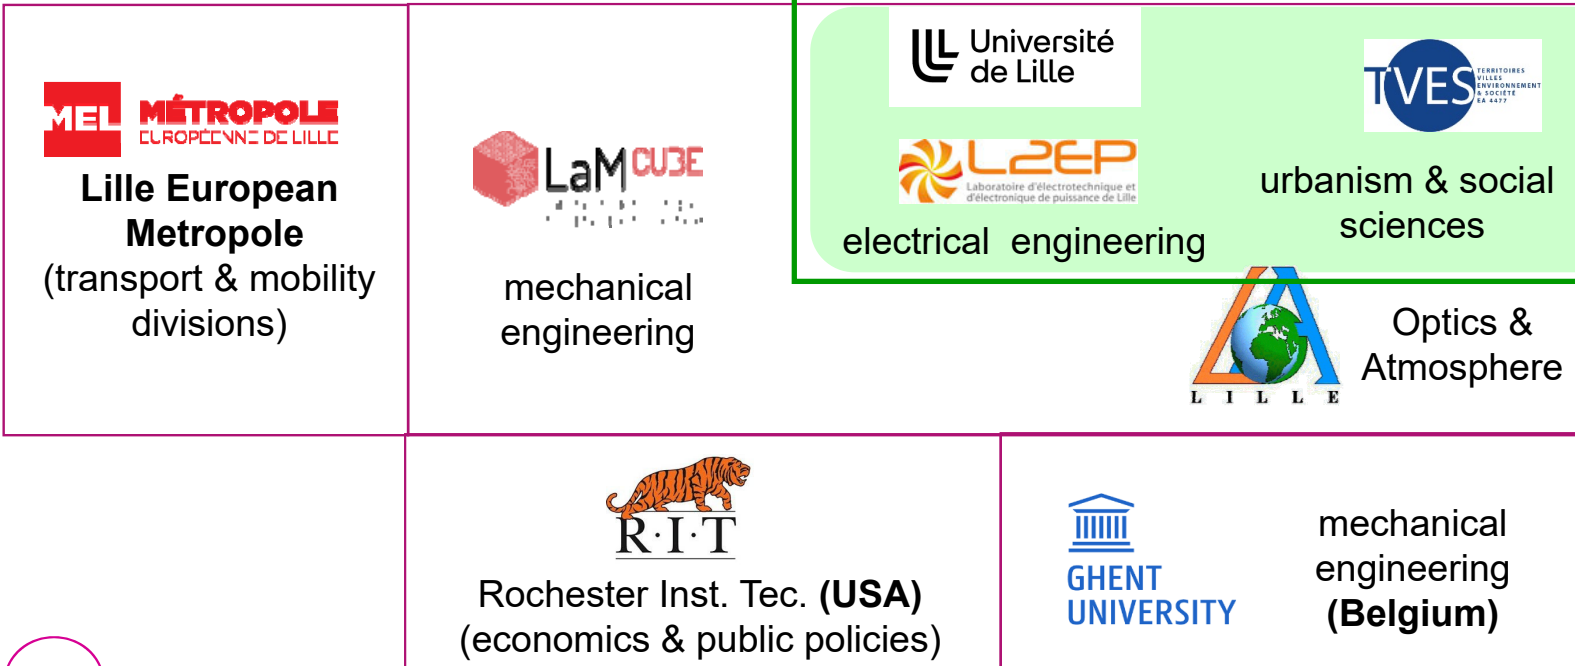 MEL MÉTROPOLE
EUROPÉENNE DE LILLE
Lille European
Metropole
(transport & mobility
divisions)
LaMCUBE
mechanical
engineering
Université
de Lille
L2EP
Laboratoire d'électrotechnique et
d'électronique de puissance de Lille
electrical engineering
TVES
TERRITOIRES
VILLES
ENVIRONNEMENT
& SOCIÉTÉ
EA 4477
urbanism & social
sciences
LILLE
Optics &
Atmosphere
R·I·T
Rochester Inst. Tec. (USA)
(economics & public policies)
GHENT
UNIVERSITY
mechanical
engineering
(Belgium)